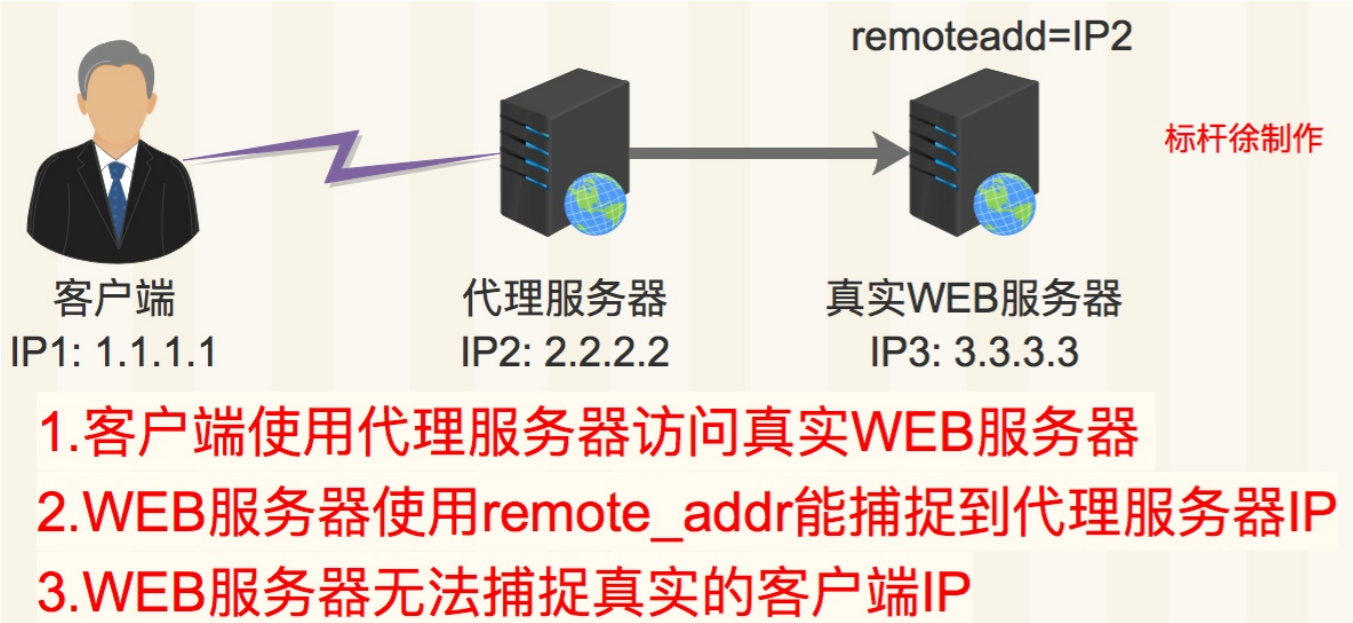 remoteadd=IP2
标杆徐制作
客户端
IP1: 1.1.1.1
代理服务器
IP2: 2.2.2.2
真实WEB服务器
IP3: 3.3.3.3
1.客户端使用代理服务器访问真实WEB服务器
2.WEB服务器使用remote_addr能捕捉到代理服务器IP
3.WEB服务器无法捕捉真实的客户端IP